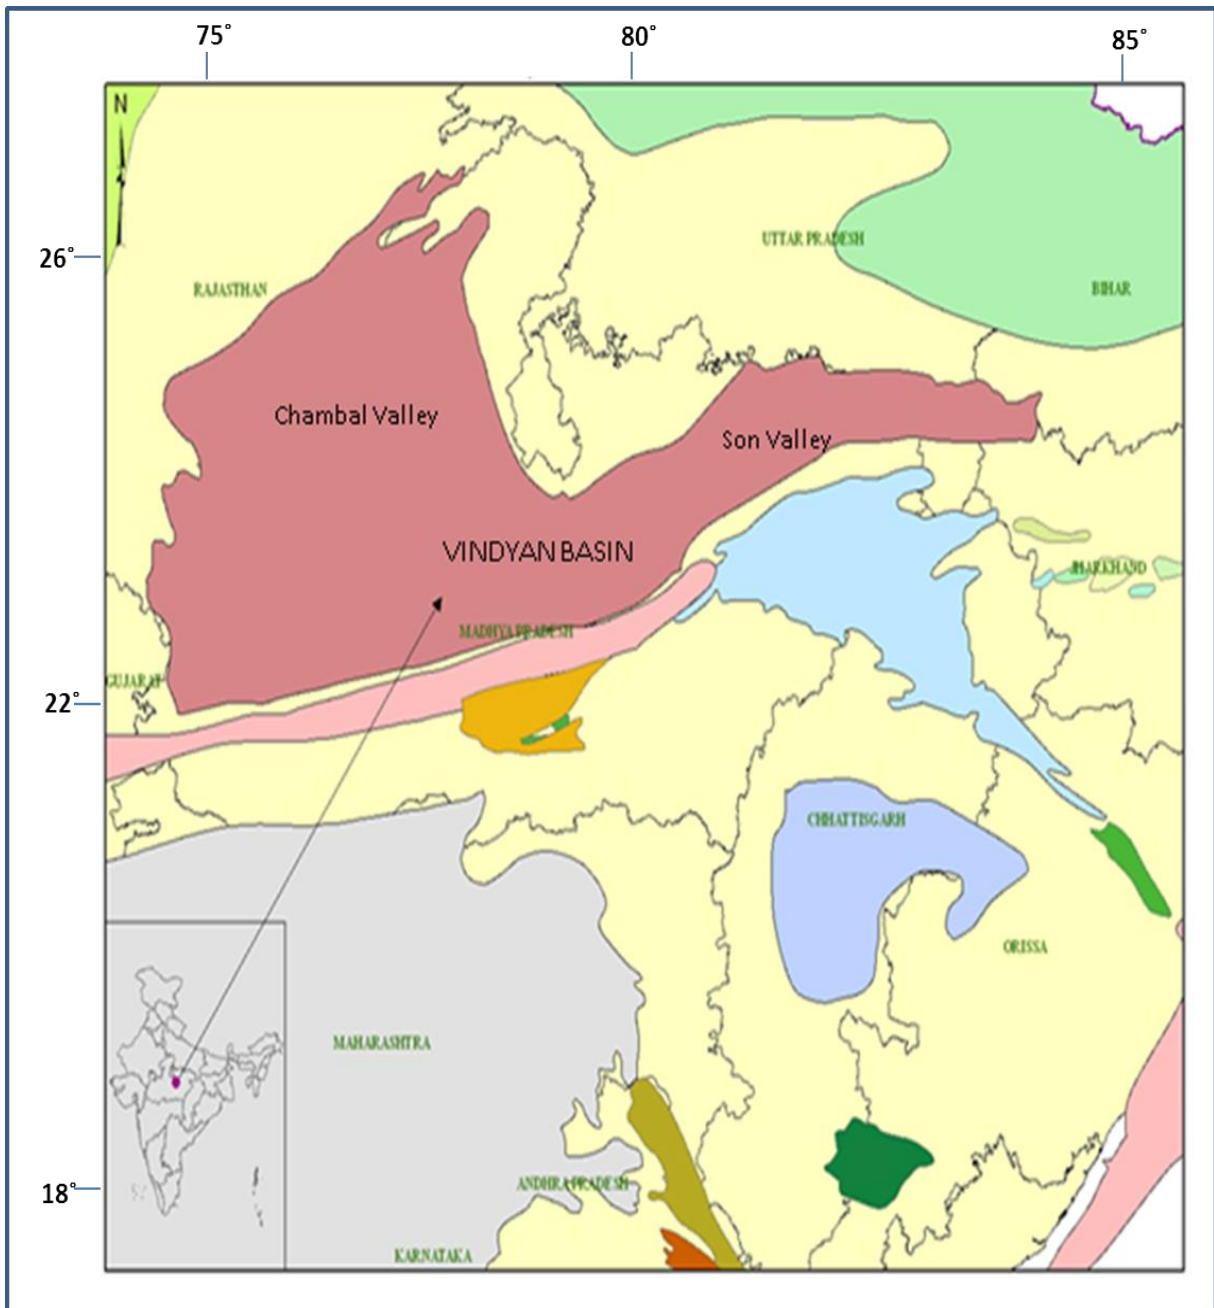 75°
80°
85°
N
26°
UTTAR PRADESH
RAJASTHAN
BIHAR
Chambal Valley
Son Valley
VINDYAN BASIN
JHARKHAND
MADHYA PRADESH
GUJARAT
22°
CHHATTISGARH
ORISSA
MAHARASHTRA
ANDHRA PRADESH
18°
KARNATAKA